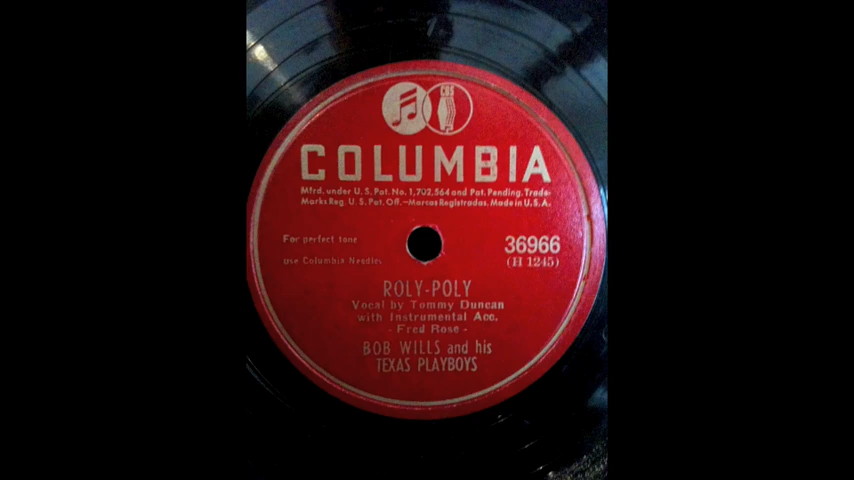 CBS
COLUMBIA
Mfrd. under U.S. Pat. No. 1,702,564 and Pat. Pending. Trade-
Marks Reg. U.S. Pat. Off.—Marcas Registradas. Made in U.S.A.
For perfect tone
use Columbia Needles
36966
(H 1245)
ROLY-POLY
Vocal by Tommy Duncan
with Instrumental Acc.
- Fred Rose -
BOB WILLS and his
TEXAS PLAYBOYS